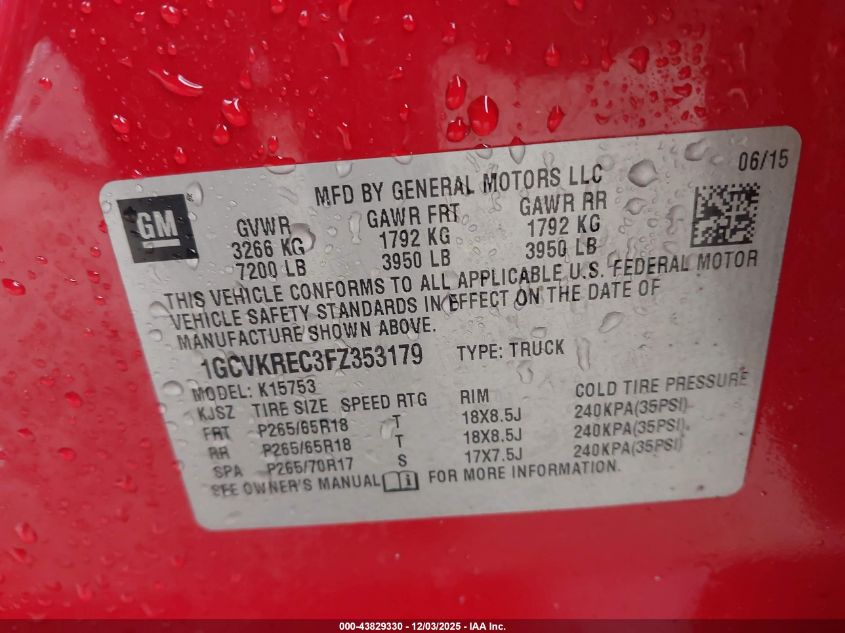 GM
MFD BY GENERAL MOTORS LLC 06/15
GVWR GAWR FRT GAWR RR
3266 KG 1792 KG 1792 KG
7200 LB 3950 LB 3950 LB
THIS VEHICLE CONFORMS TO ALL APPLICABLE U.S. FEDERAL MOTOR
VEHICLE SAFETY STANDARDS IN EFFECT ON THE DATE OF
MANUFACTURE SHOWN ABOVE.
1GCVKREC3FZ353179 TYPE: TRUCK
MODEL: K15753
KJSZ TIRE SIZE SPEED RTG RIM COLD TIRE PRESSURE
FRT P265/65R18 T 18X8.5J 240KPA(35PSI)
RR P265/65R18 T 18X8.5J 240KPA(35PSI)
SPA P265/70R17 S 17X7.5J 240KPA(35PSI)
SEE OWNER'S MANUAL FOR MORE INFORMATION.
000-43829330 - 12/03/2025 - IAA Inc.